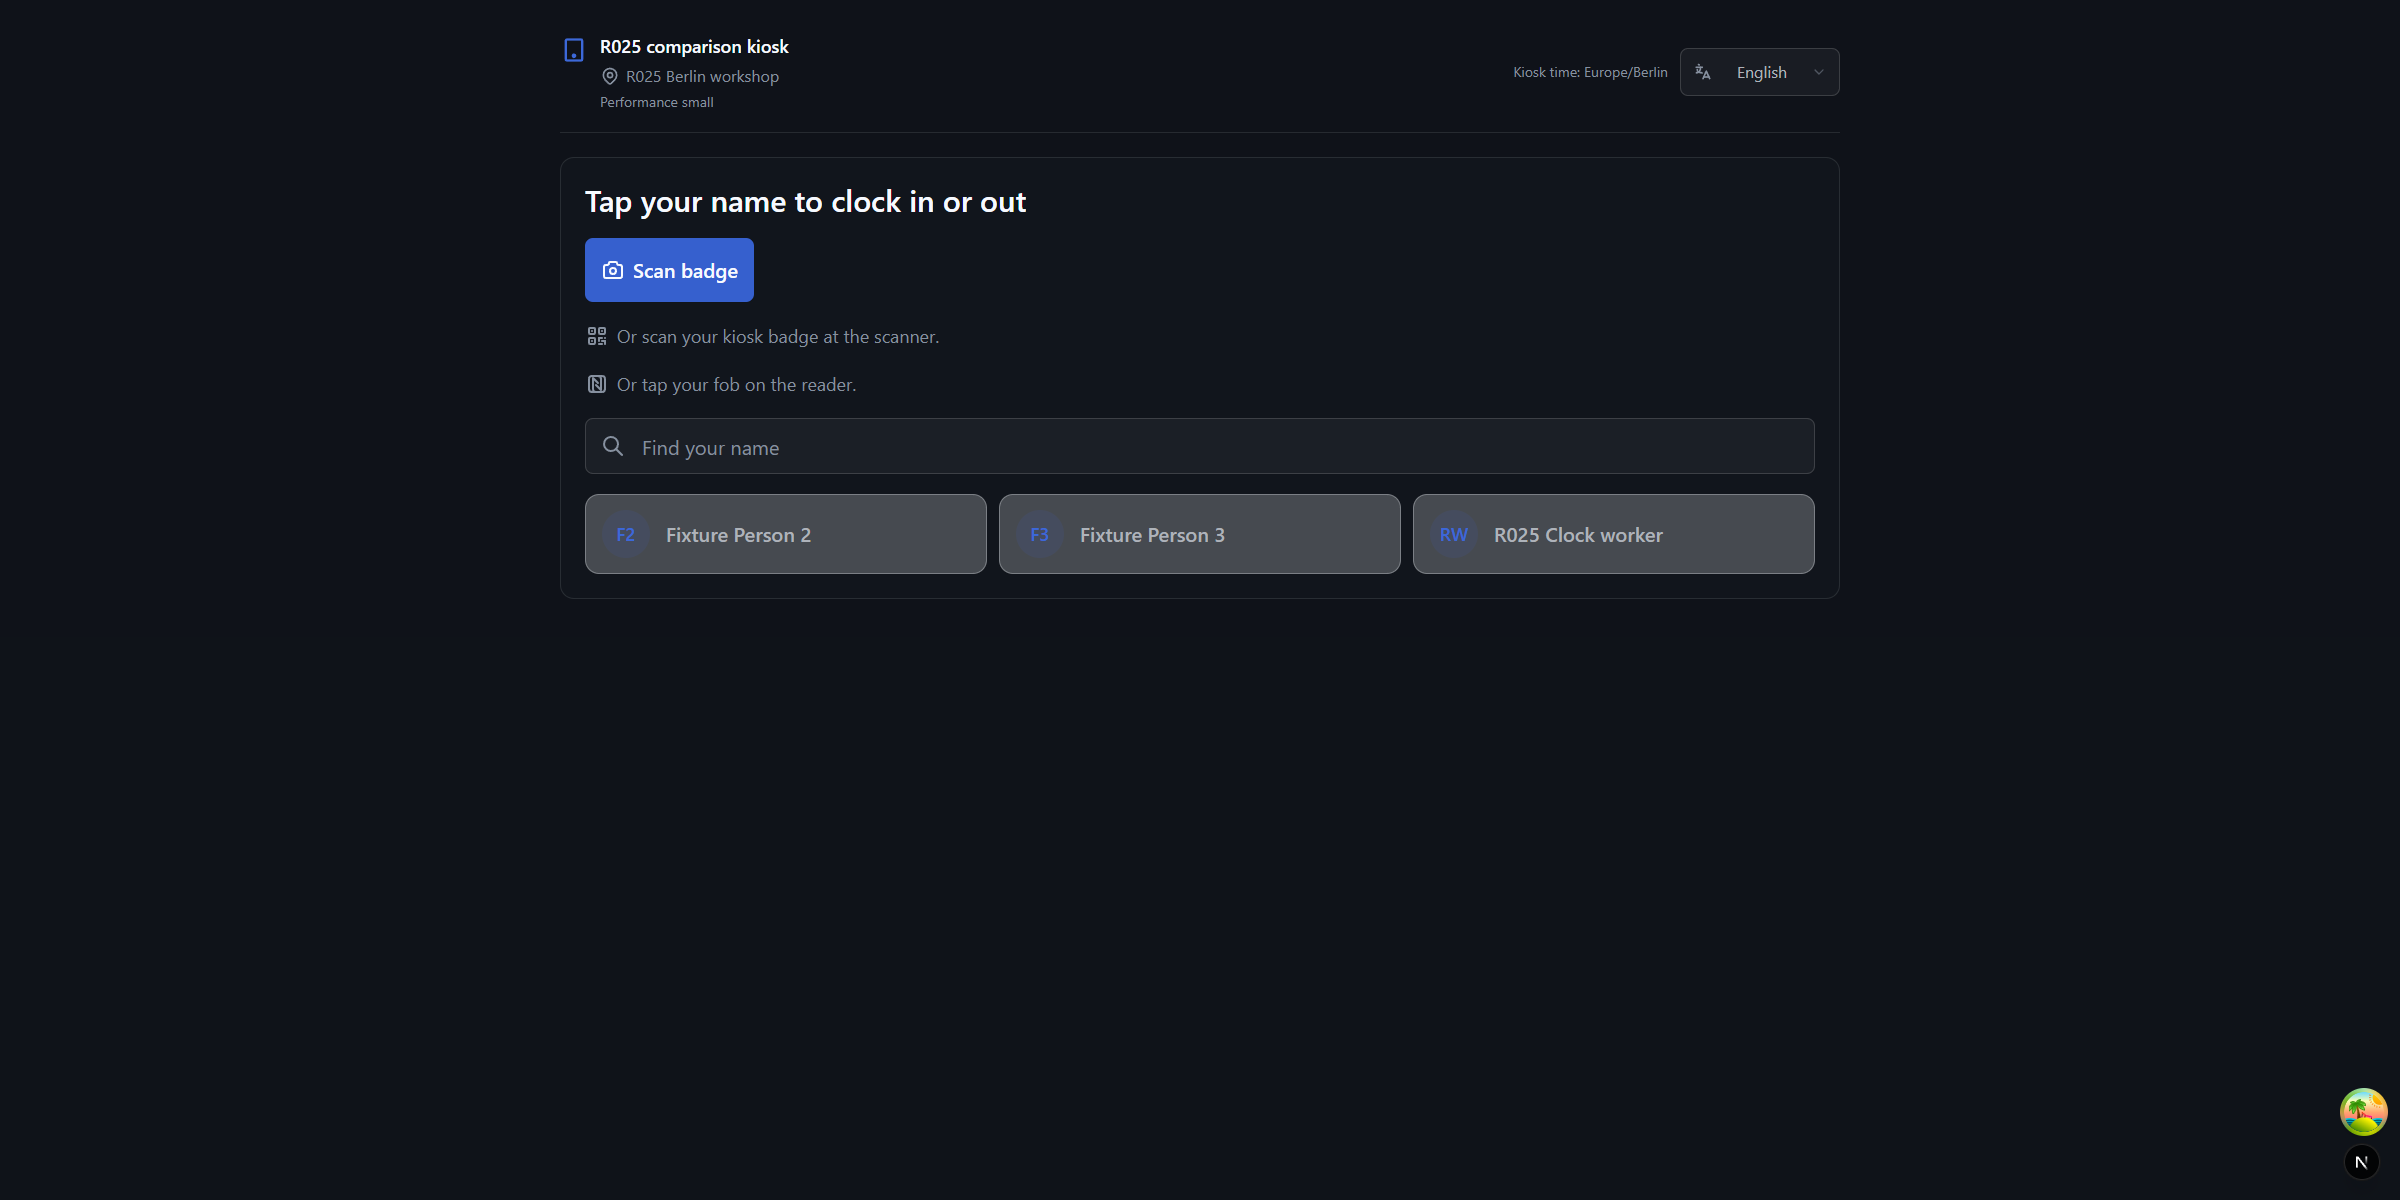 R025 comparison kiosk
R025 Berlin workshop
Performance small
Kiosk time: Europe/Berlin
English
Tap your name to clock in or out
Scan badge
Or scan your kiosk badge at the scanner.
Or tap your fob on the reader.
Find your name
F2 Fixture Person 2
F3 Fixture Person 3
RW R025 Clock worker
N